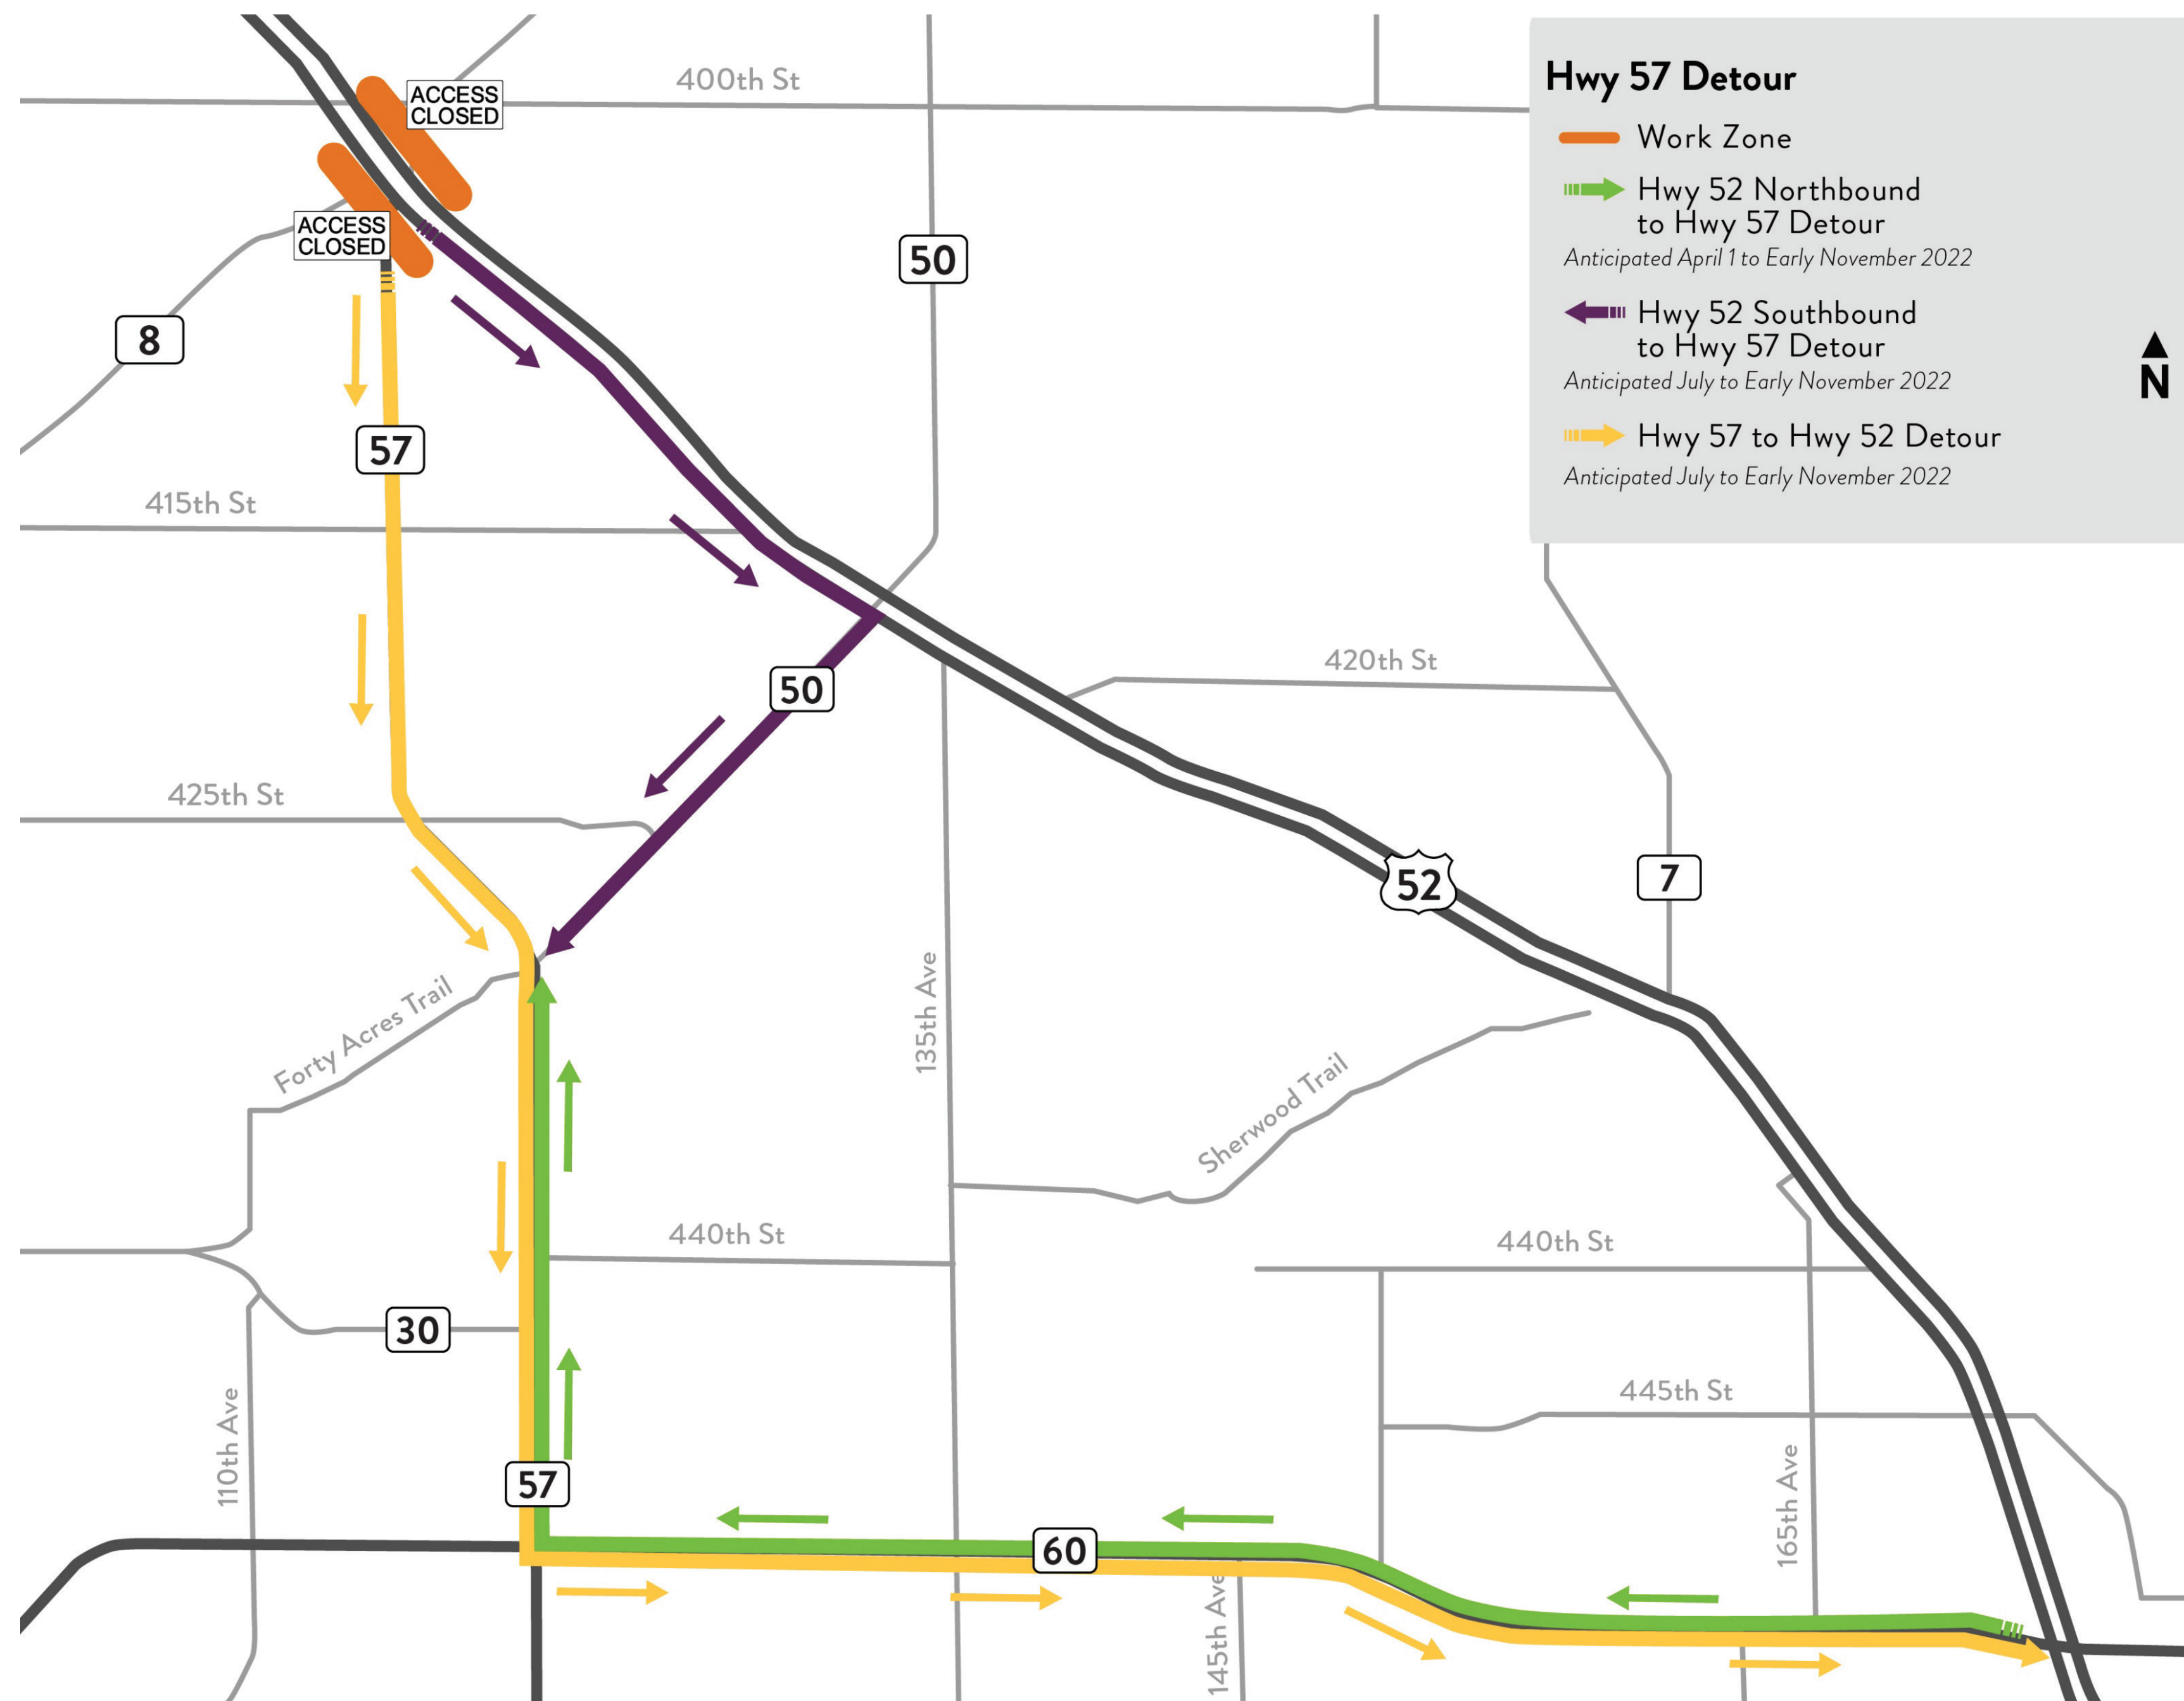 ACCESS
CLOSED
400th St
ACCESS
CLOSED
50
8
57
415th St
50
420th St
425th St
52
7
Forty Acres Trail
135th Ave
Sherwood Trail
440th St
440th St
30
110th Ave
445th St
57
60
165th Ave
145th Ave
Hwy 57 Detour
Work Zone
Hwy 52 Northbound
to Hwy 57 Detour
Anticipated April 1 to Early November 2022
Hwy 52 Southbound
to Hwy 57 Detour
Anticipated July to Early November 2022
Hwy 57 to Hwy 52 Detour
Anticipated July to Early November 2022
N